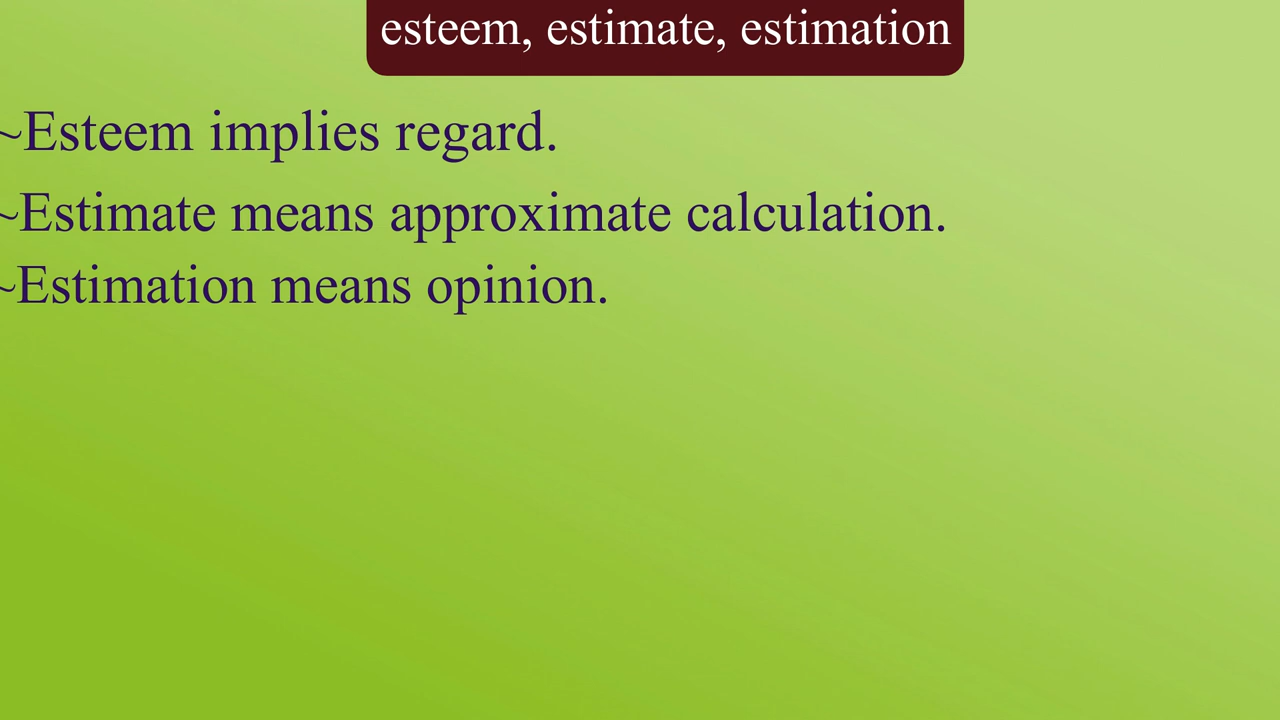 esteem, estimate, estimation
~Esteem implies regard.
~Estimate means approximate calculation.
~Estimation means opinion.